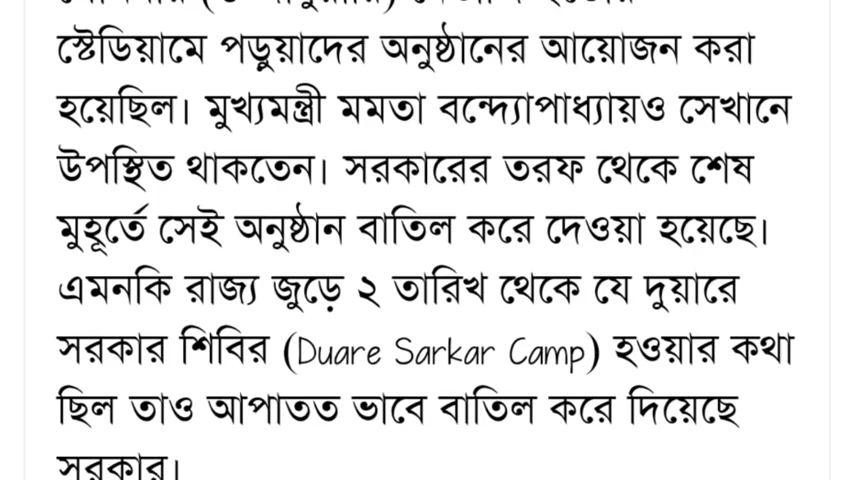 স্টেডিয়ামে পড়ুয়াদের অনুষ্ঠানের আয়োজন করা
হয়েছিল। মুখ্যমন্ত্রী মমতা বন্দ্যোপাধ্যায়ও সেখানে
উপস্থিত থাকতেন। সরকারের তরফ থেকে শেষ
মুহূর্তে সেই অনুষ্ঠান বাতিল করে দেওয়া হয়েছে।
এমনকি রাজ্য জুড়ে ২ তারিখ থেকে যে দুয়ারে
সরকার শিবির (Duare Sarkar Camp) হওয়ার কথা
ছিল তাও আপাতত ভাবে বাতিল করে দিয়েছে
সরকার।